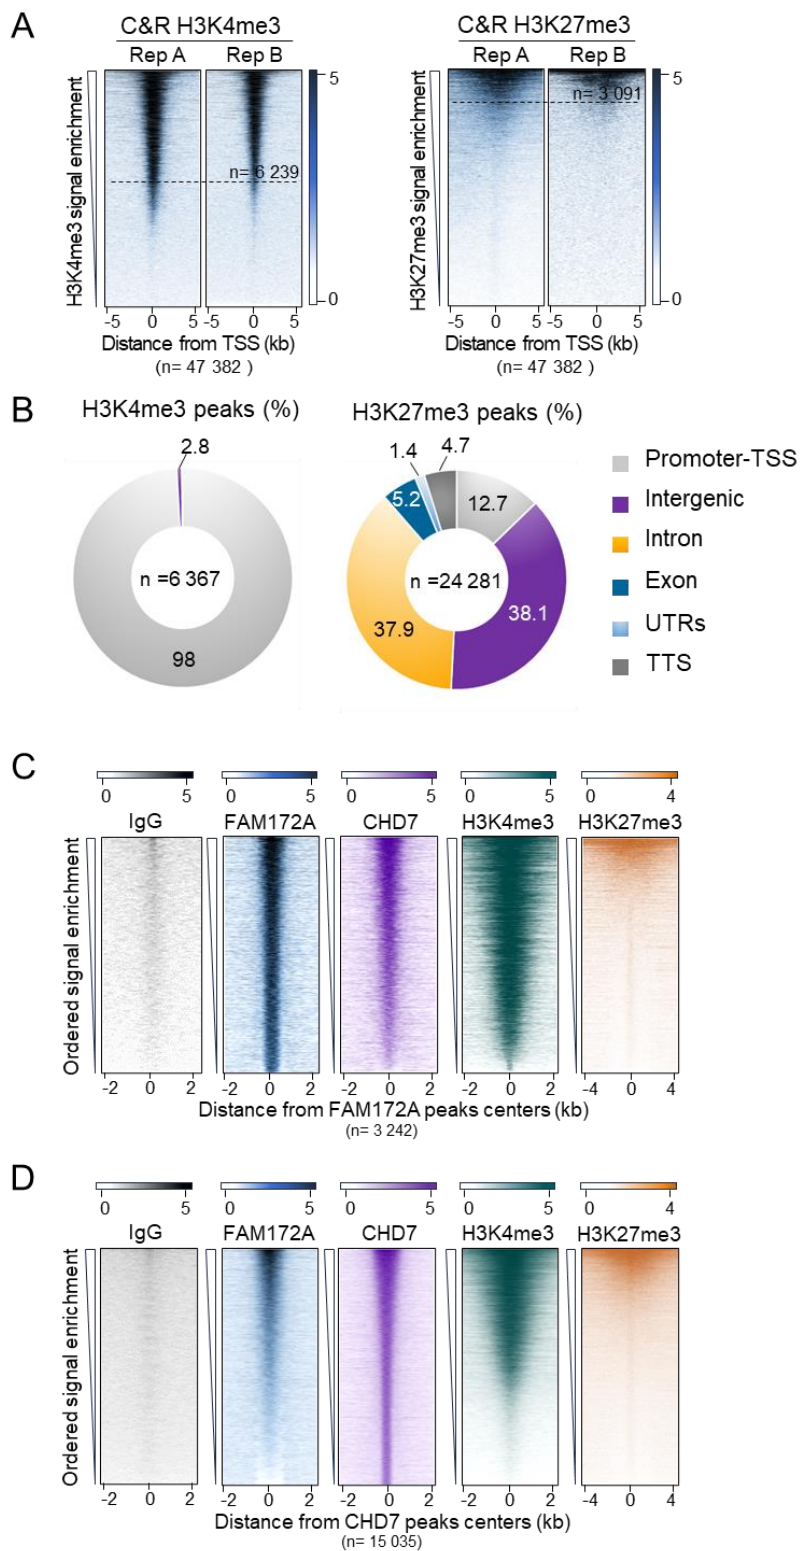 A
C&R H3K4me3
Rep A Rep B
H3K4me3 signal enrichment
n= 6 239
5
0
-5 0 5 -5 0 5
Distance from TSS (kb)
(n= 47 382 )
C&R H3K27me3
Rep A Rep B
H3K27me3 signal enrichment
n= 3 091
5
0
-5 0 5 -5 0 5
Distance from TSS (kb)
(n= 47 382 )
B
H3K4me3 peaks (%)
2.8
n =6 367
98
H3K27me3 peaks (%)
1.4 4.7
5.2 12.7
n =24 281
37.9 38.1
Promoter-TSS
Intergenic
Intron
Exon
UTRs
TTS
C
0 5 0 5 0 5 0 5 0 4
IgG FAM172A CHD7 H3K4me3 H3K27me3
Ordered signal enrichment
-2 0 2 -2 0 2 -2 0 2 -2 0 2 -4 0 4
Distance from FAM172A peaks centers (kb)
(n= 3 242)
D
0 5 0 5 0 5 0 5 0 4
IgG FAM172A CHD7 H3K4me3 H3K27me3
Ordered signal enrichment
-2 0 2 -2 0 2 -2 0 2 -2 0 2 -4 0 4
Distance from CHD7 peaks centers (kb)
(n= 15 035)